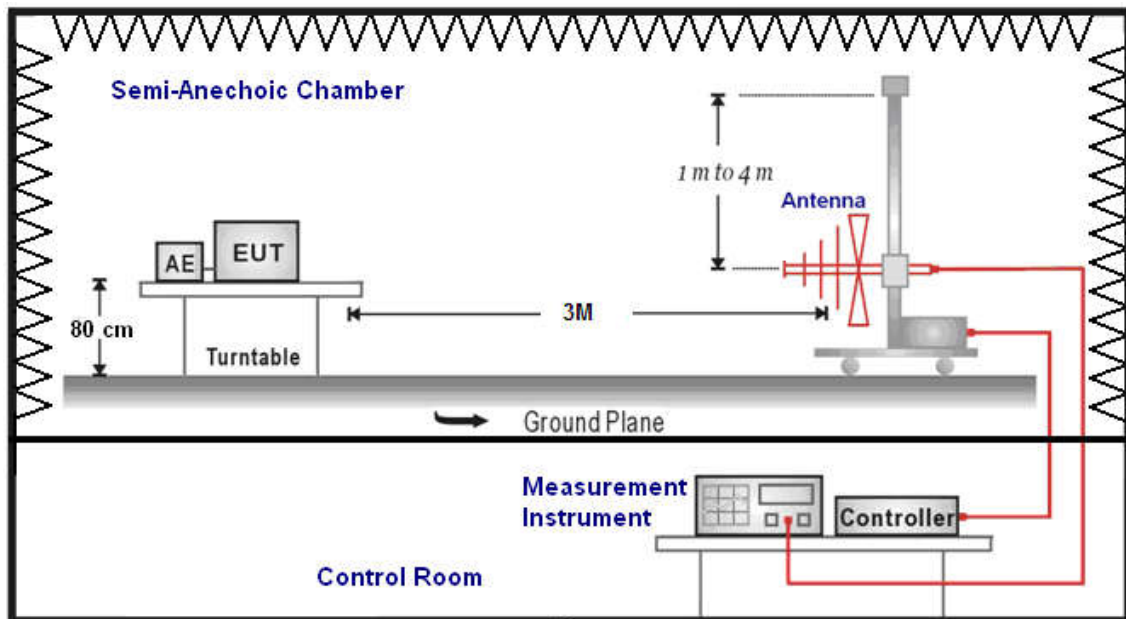 Semi-Anechoic Chamber
1 m to 4 m
Antenna
AE
EUT
80 cm
3M
Turntable
Ground Plane
Measurement
Instrument
Controller
Control Room